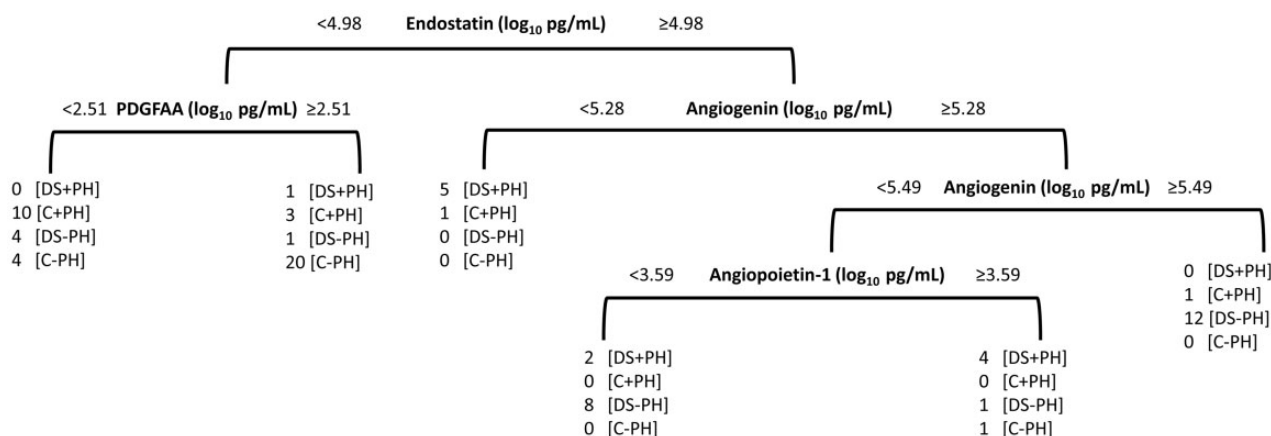 <4.98 Endostatin (log₁₀ pg/mL) ≥4.98
<2.51 PDGFAA (log₁₀ pg/mL) ≥2.51
<5.28 Angiogenin (log₁₀ pg/mL) ≥5.28
0 [DS+PH]
10 [C+PH]
4 [DS-PH]
4 [C-PH]
1 [DS+PH]
3 [C+PH]
1 [DS-PH]
20 [C-PH]
5 [DS+PH]
1 [C+PH]
0 [DS-PH]
0 [C-PH]
<5.49 Angiogenin (log₁₀ pg/mL) ≥5.49
<3.59 Angiopoietin-1 (log₁₀ pg/mL) ≥3.59
0 [DS+PH]
1 [C+PH]
12 [DS-PH]
0 [C-PH]
2 [DS+PH]
0 [C+PH]
8 [DS-PH]
0 [C-PH]
4 [DS+PH]
0 [C+PH]
1 [DS-PH]
1 [C-PH]